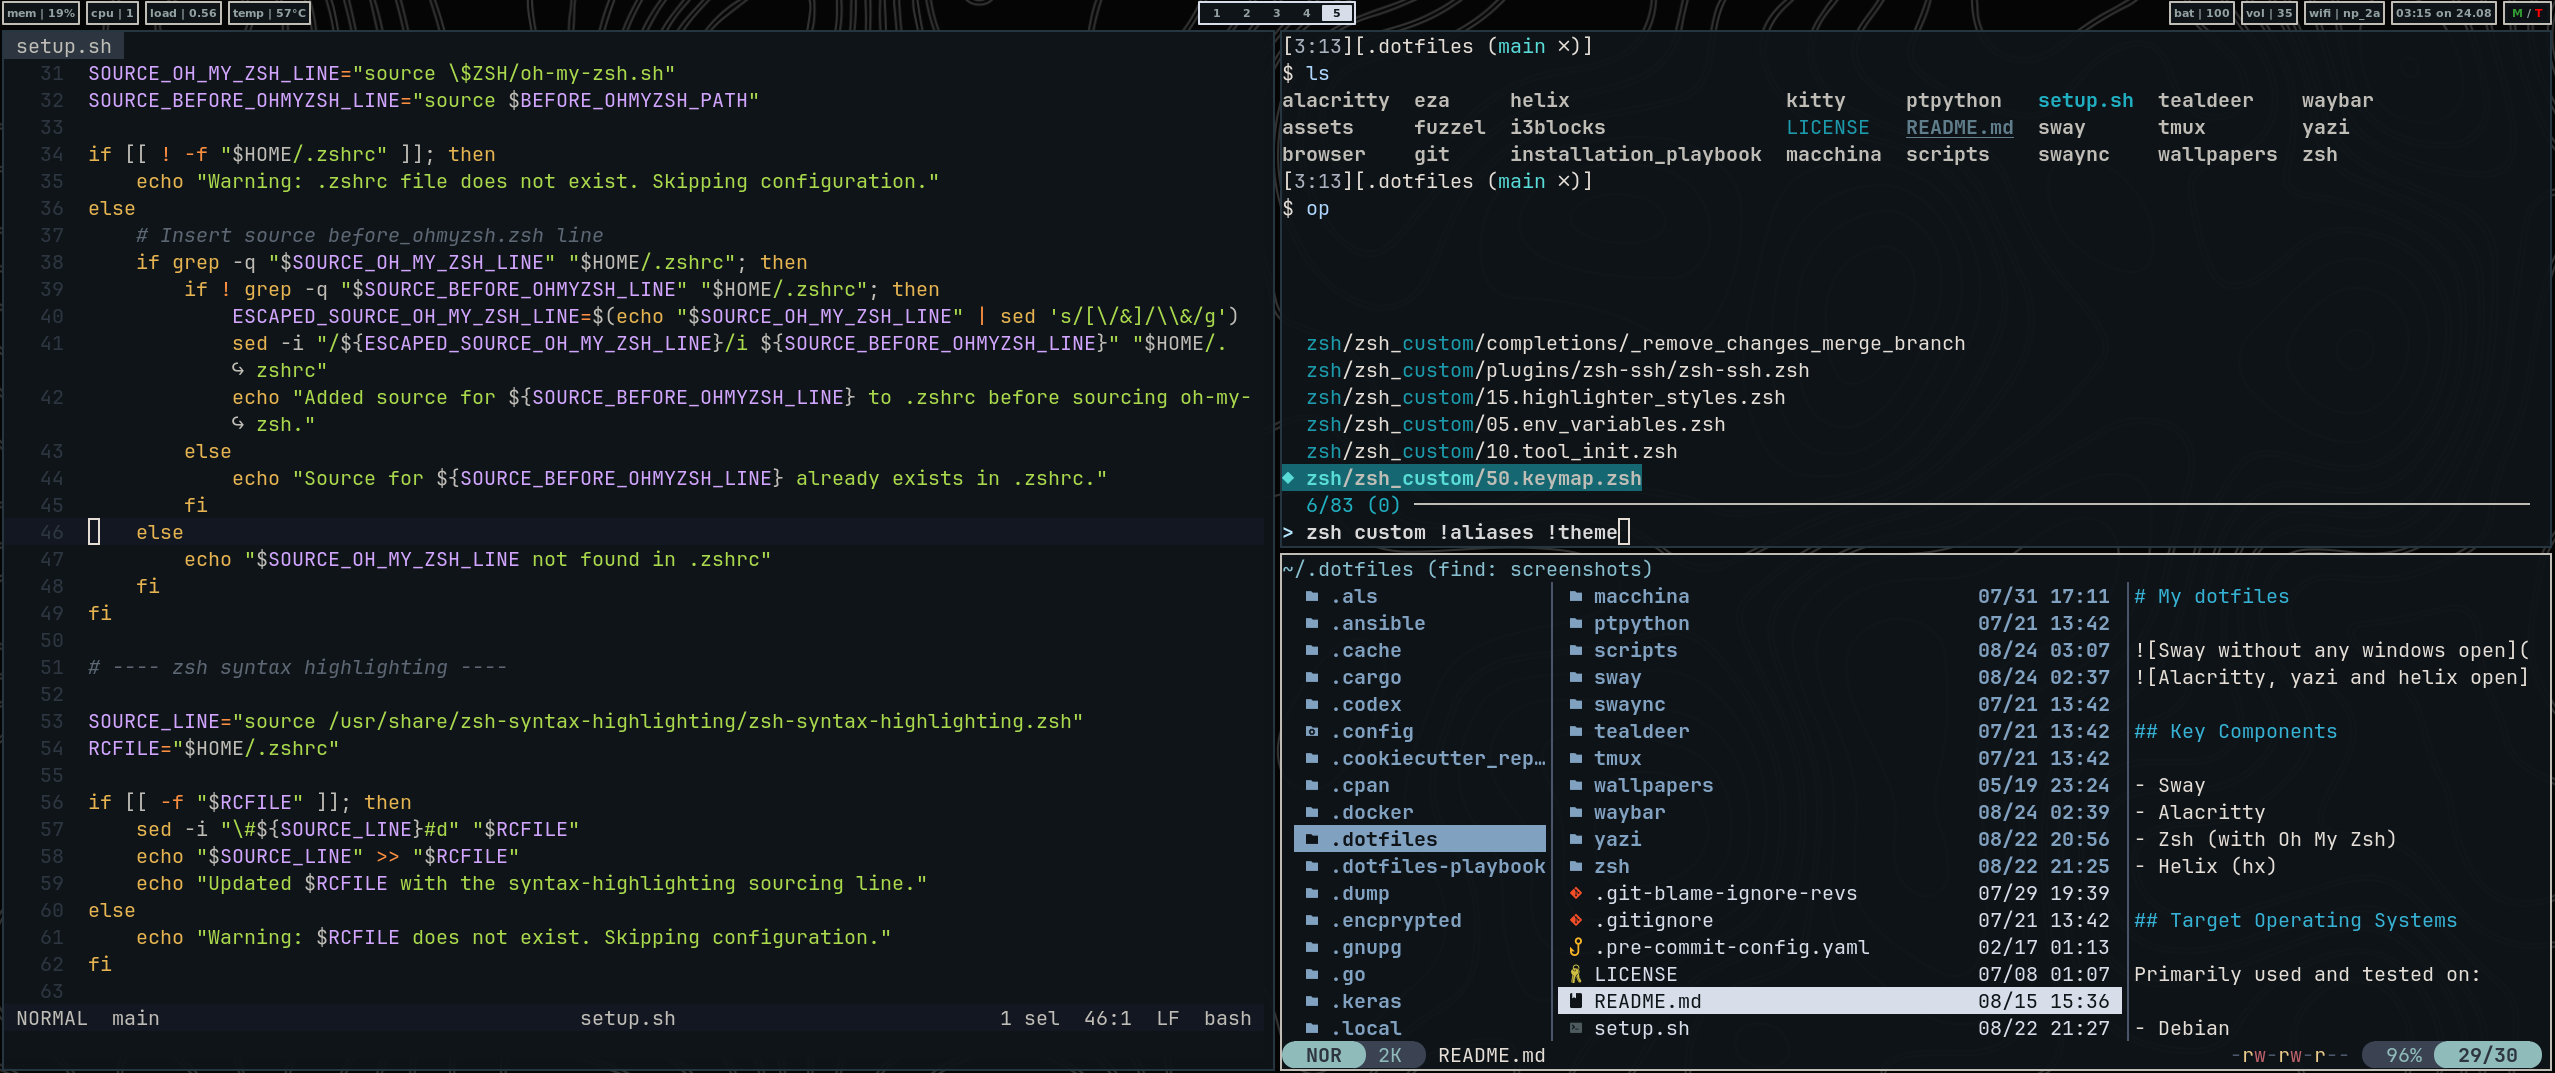 mem | 19% cpu | 1 load | 0.56 temp | 57°C 1 2 3 4 5 bat | 100 vol | 35 wifi | np_2a 03:15 on 24.08 M / T
setup.sh
31 SOURCE_OH_MY_ZSH_LINE="source \$ZSH/oh-my-zsh.sh"
32 SOURCE_BEFORE_OHMYZSH_LINE="source $BEFORE_OHMYZSH_PATH"
33
34 if [[ ! -f "$HOME/.zshrc" ]]; then
35     echo "Warning: .zshrc file does not exist. Skipping configuration."
36 else
37     # Insert source before_ohmyzsh.zsh line
38     if grep -q "$SOURCE_OH_MY_ZSH_LINE" "$HOME/.zshrc"; then
39         if ! grep -q "$SOURCE_BEFORE_OHMYZSH_LINE" "$HOME/.zshrc"; then
40             ESCAPED_SOURCE_OH_MY_ZSH_LINE=$(echo "$SOURCE_OH_MY_ZSH_LINE" | sed 's/[\/&]/\\&/g')
41             sed -i "/${ESCAPED_SOURCE_OH_MY_ZSH_LINE}/i ${SOURCE_BEFORE_OHMYZSH_LINE}" "$HOME/.
↪ zshrc"
42             echo "Added source for ${SOURCE_BEFORE_OHMYZSH_LINE} to .zshrc before sourcing oh-my-
↪ zsh."
43         else
44             echo "Source for ${SOURCE_BEFORE_OHMYZSH_LINE} already exists in .zshrc."
45         fi
46     else
47         echo "$SOURCE_OH_MY_ZSH_LINE not found in .zshrc"
48     fi
49 fi
50
51 # ---- zsh syntax highlighting ----
52
53 SOURCE_LINE="source /usr/share/zsh-syntax-highlighting/zsh-syntax-highlighting.zsh"
54 RCFILE="$HOME/.zshrc"
55
56 if [[ -f "$RCFILE" ]]; then
57     sed -i "\#${SOURCE_LINE}#d" "$RCFILE"
58     echo "$SOURCE_LINE" >> "$RCFILE"
59     echo "Updated $RCFILE with the syntax-highlighting sourcing line."
60 else
61     echo "Warning: $RCFILE does not exist. Skipping configuration."
62 fi
63
NORMAL main setup.sh 1 sel 46:1 LF bash
[3:13][.dotfiles (main ×)]
$ ls
alacritty eza helix kitty ptpython setup.sh tealdeer waybar
assets fuzzel i3blocks LICENSE README.md sway tmux yazi
browser git installation_playbook macchina scripts swaync wallpapers zsh
[3:13][.dotfiles (main ×)]
$ op
zsh/zsh_custom/completions/_remove_changes_merge_branch
zsh/zsh_custom/plugins/zsh-ssh/zsh-ssh.zsh
zsh/zsh_custom/15.highlighter_styles.zsh
zsh/zsh_custom/05.env_variables.zsh
zsh/zsh_custom/10.tool_init.zsh
◆ zsh/zsh_custom/50.keymap.zsh
6/83 (0)
> zsh custom !aliases !theme
~/.dotfiles (find: screenshots)
.als
.ansible
.cache
.cargo
.codex
.config
.cookiecutter_rep…
.cpan
.docker
.dotfiles
.dotfiles-playbook
.dump
.encprypted
.gnupg
.go
.keras
.local
macchina 07/31 17:11
ptpython 07/21 13:42
scripts 08/24 03:07
sway 08/24 02:37
swaync 07/21 13:42
tealdeer 07/21 13:42
tmux 07/21 13:42
wallpapers 05/19 23:24
waybar 08/24 02:39
yazi 08/22 20:56
zsh 08/22 21:25
.git-blame-ignore-revs 07/29 19:39
.gitignore 07/21 13:42
.pre-commit-config.yaml 02/17 01:13
LICENSE 07/08 01:07
README.md 08/15 15:36
setup.sh 08/22 21:27
# My dotfiles
![Sway without any windows open](
![Alacritty, yazi and helix open]
## Key Components
- Sway
- Alacritty
- Zsh (with Oh My Zsh)
- Helix (hx)
## Target Operating Systems
Primarily used and tested on:
- Debian
NOR 2K README.md -rw-rw-r-- 96% 29/30